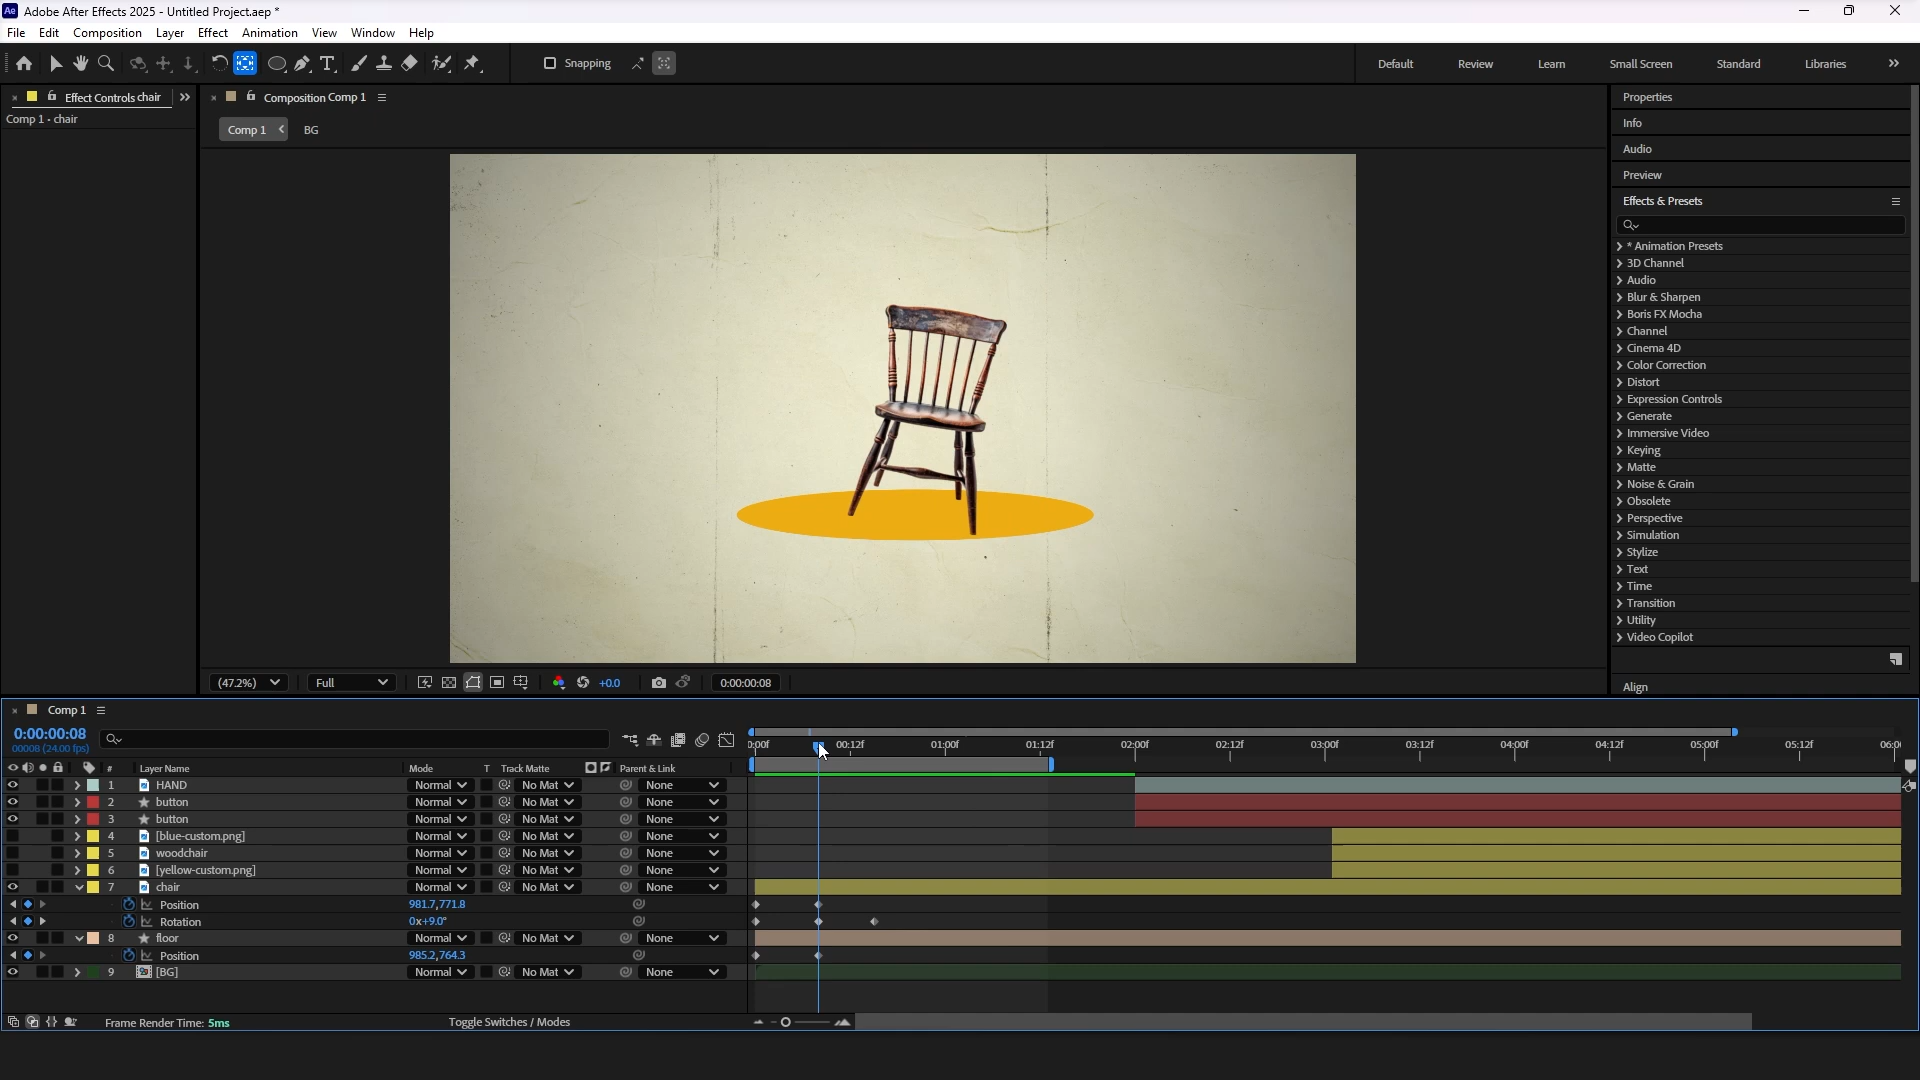 Ae Adobe After Effects 2025 - Untitled Project.aep *
File Edit Composition Layer Effect Animation View Window Help
Snapping
Default Review Learn Small Screen Standard Libraries
Effect Controls chair
Comp 1 • chair
Composition Comp 1
Comp 1 BG
Properties
Info
Audio
Preview
Effects & Presets
* Animation Presets
3D Channel
Audio
Blur & Sharpen
Boris FX Mocha
Channel
Cinema 4D
Color Correction
Distort
Expression Controls
Generate
Immersive Video
Keying
Matte
Noise & Grain
Obsolete
Perspective
Simulation
Stylize
Text
Time
Transition
Utility
Video Copilot
Align
(47.2%) Full +0.0 0:00:00:08
Comp 1
0:00:00:08
00008 (24.00 fps)
00f 00:12f 01:00f 01:12f 02:00f 02:12f 03:00f 03:12f 04:00f 04:12f 05:00f 05:12f 06:0
# Layer Name Mode T Track Matte Parent & Link
1 HAND Normal No Mat None
2 button Normal No Mat None
3 button Normal No Mat None
4 [blue-custom.png] Normal No Mat None
5 woodchair Normal No Mat None
6 [yellow-custom.png] Normal No Mat None
7 chair Normal No Mat None
Position 981.7,771.8
Rotation 0x+9.0°
8 floor Normal No Mat None
Position 985.2,764.3
9 [BG] Normal No Mat None
Frame Render Time: 5ms Toggle Switches / Modes